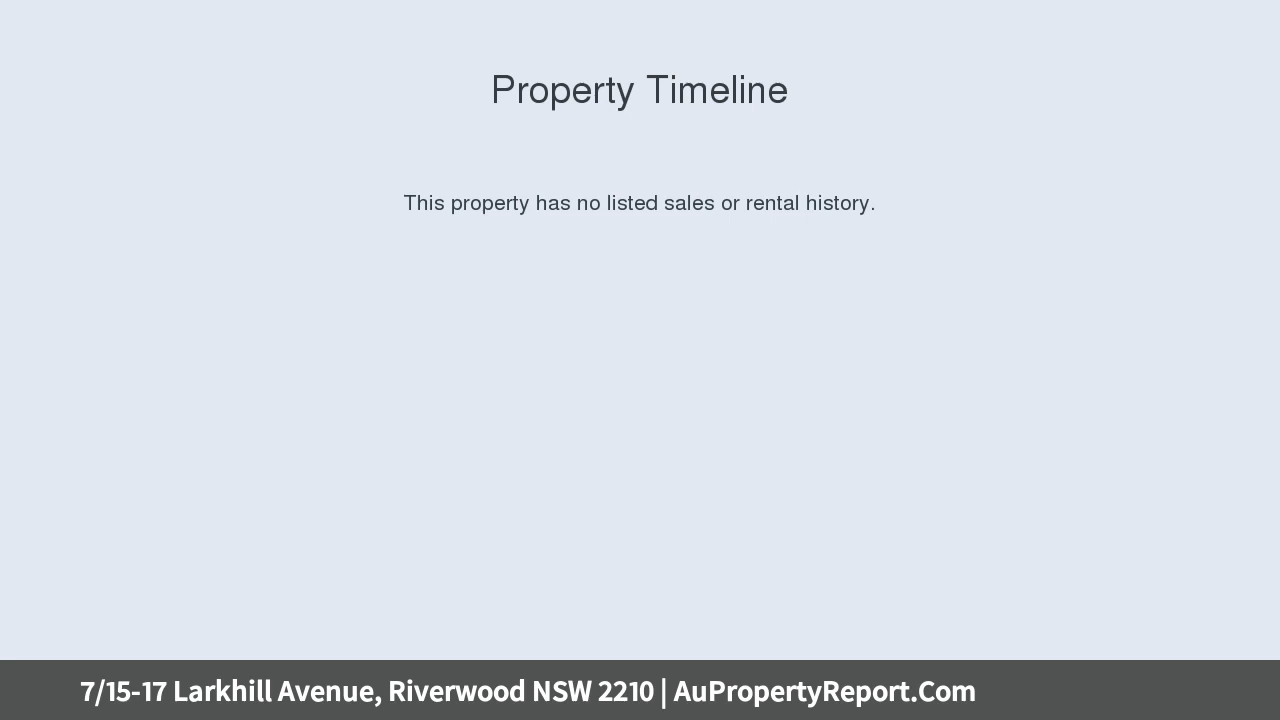 Property Timeline
This property has no listed sales or rental history.
7/15-17 Larkhill Avenue, Riverwood NSW 2210 | AuPropertyReport.Com